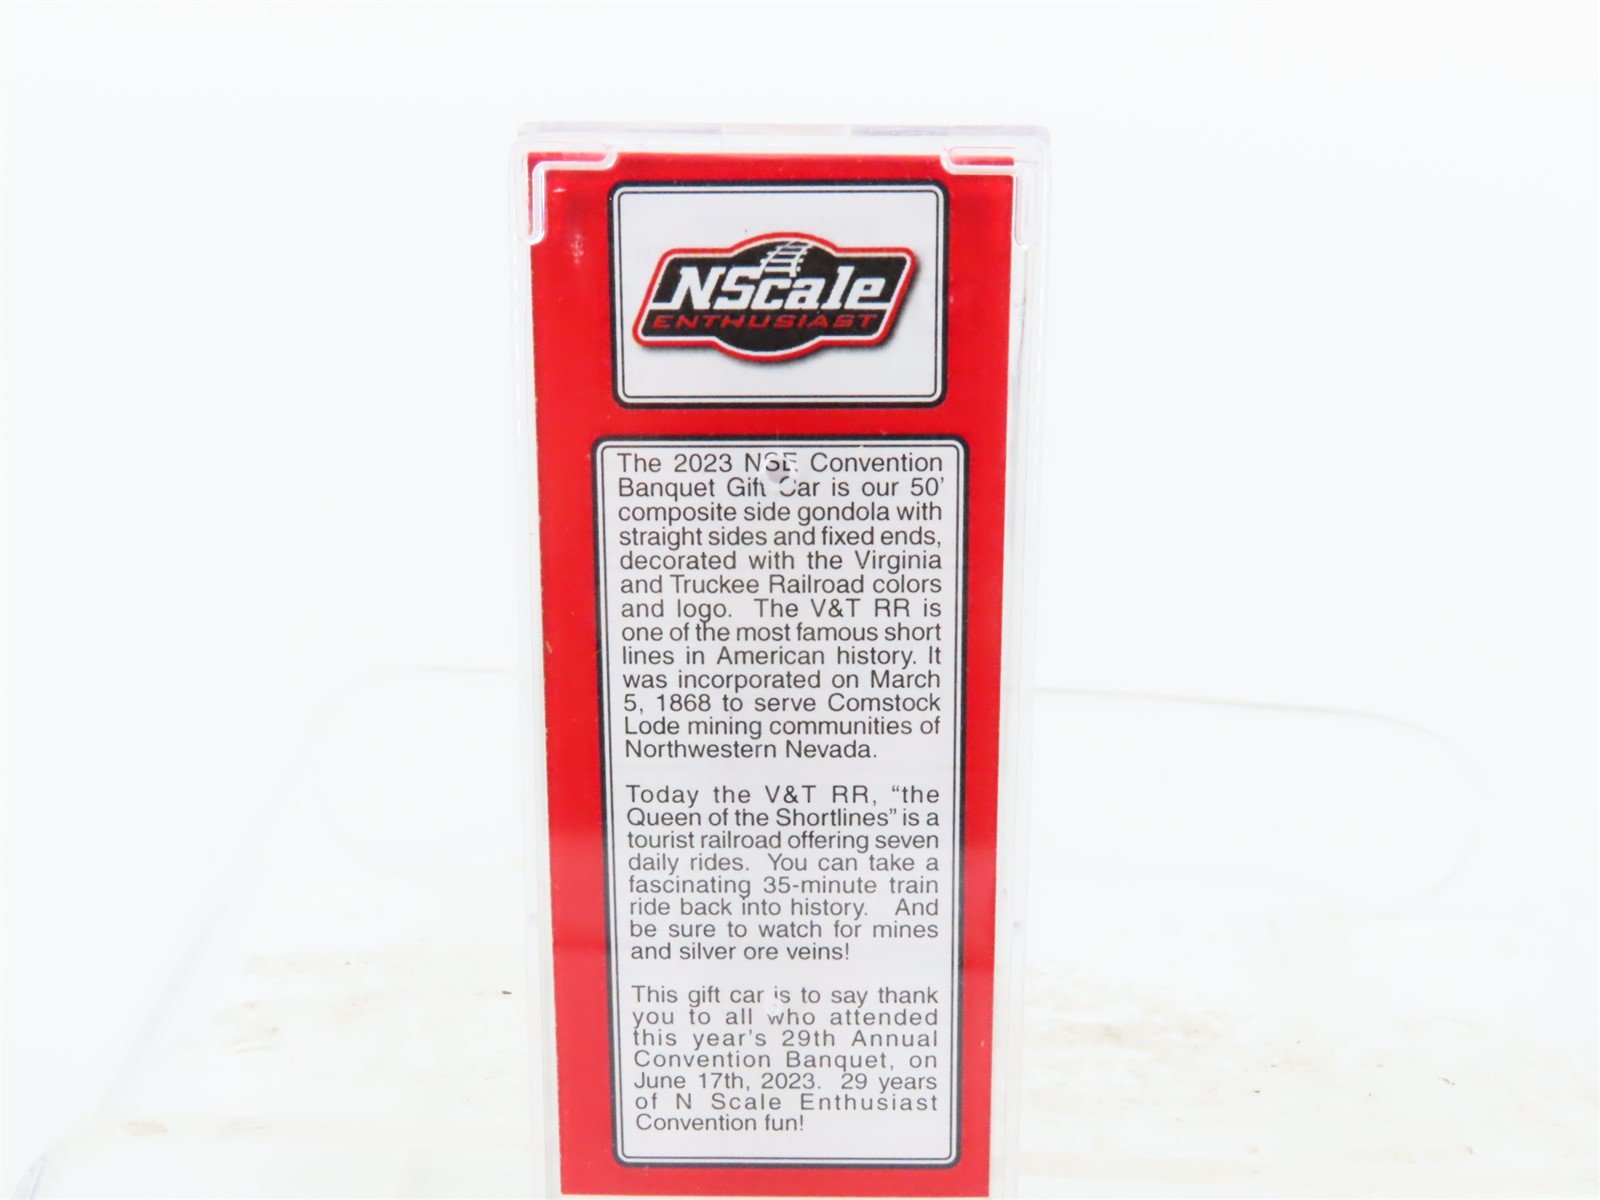 NScale
ENTHUSIAST
The 2023 NSE Convention
Banquet Gift Car is our 50'
composite side gondola with
straight sides and fixed ends,
decorated with the Virginia
and Truckee Railroad colors
and logo. The V&T RR is
one of the most famous short
lines in American history. It
was incorporated on March
5, 1868 to serve Comstock
Lode mining communities of
Northwestern Nevada.
Today the V&T RR, “the
Queen of the Shortlines” is a
tourist railroad offering seven
daily rides. You can take a
fascinating 35-minute train
ride back into history. And
be sure to watch for mines
and silver ore veins!
This gift car is to say thank
you to all who attended
this year's 29th Annual
Convention Banquet, on
June 17th, 2023. 29 years
of N Scale Enthusiast
Convention fun!